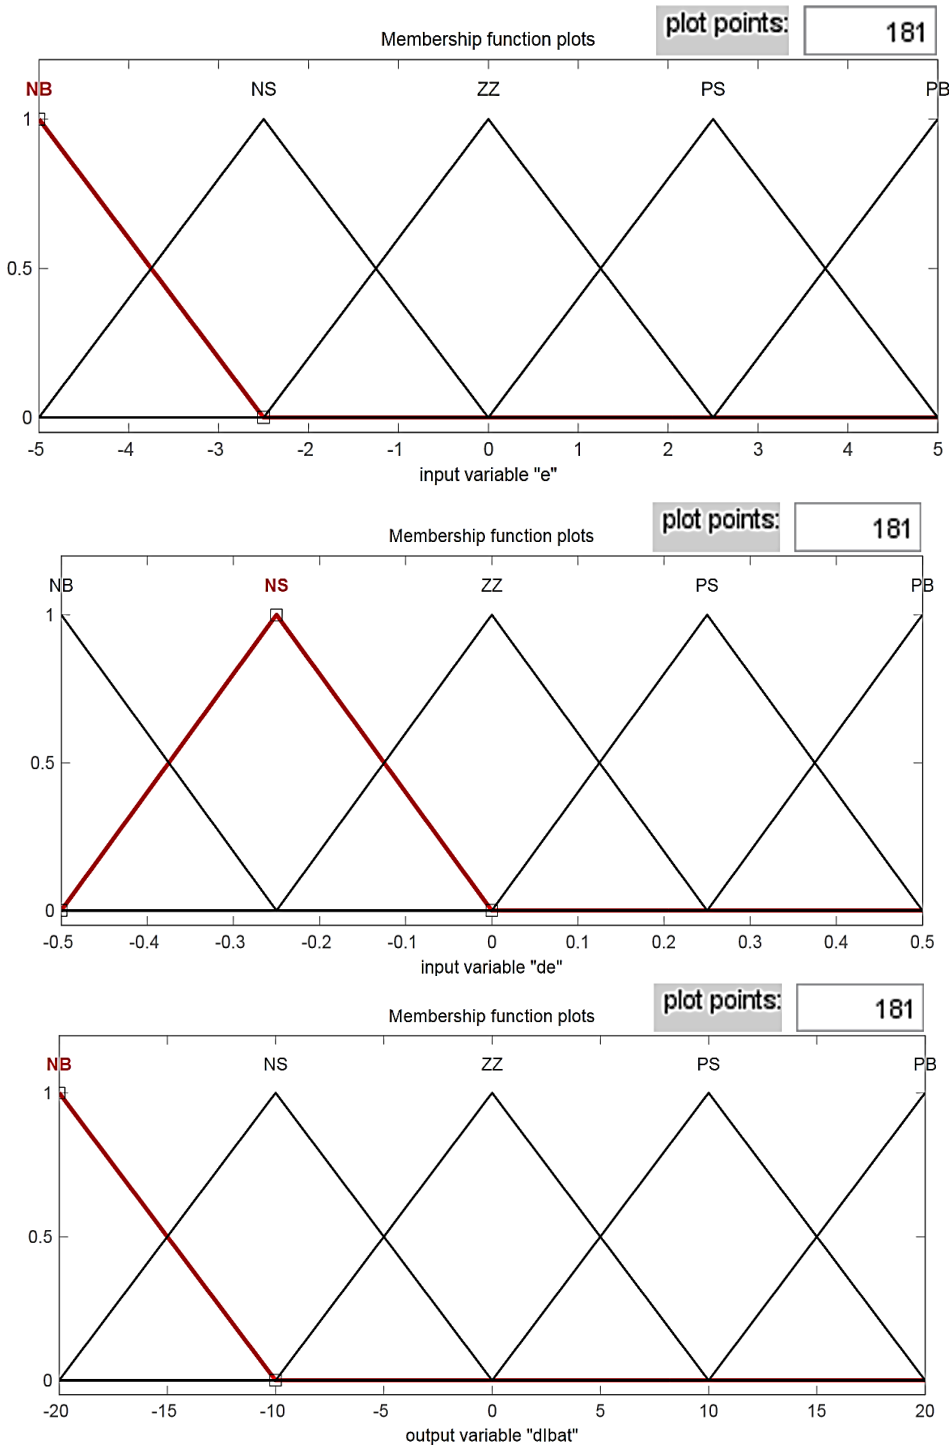 Membership function plots plot points: 181
NB NS ZZ PS PB
1
0.5
0
-5 -4 -3 -2 -1 0 1 2 3 4 5
input variable "e"
Membership function plots plot points: 181
NB NS ZZ PS PB
1
0.5
0
-0.5 -0.4 -0.3 -0.2 -0.1 0 0.1 0.2 0.3 0.4 0.5
input variable "de"
Membership function plots plot points: 181
NB NS ZZ PS PB
1
0.5
0
-20 -15 -10 -5 0 5 10 15 20
output variable "dIbat"